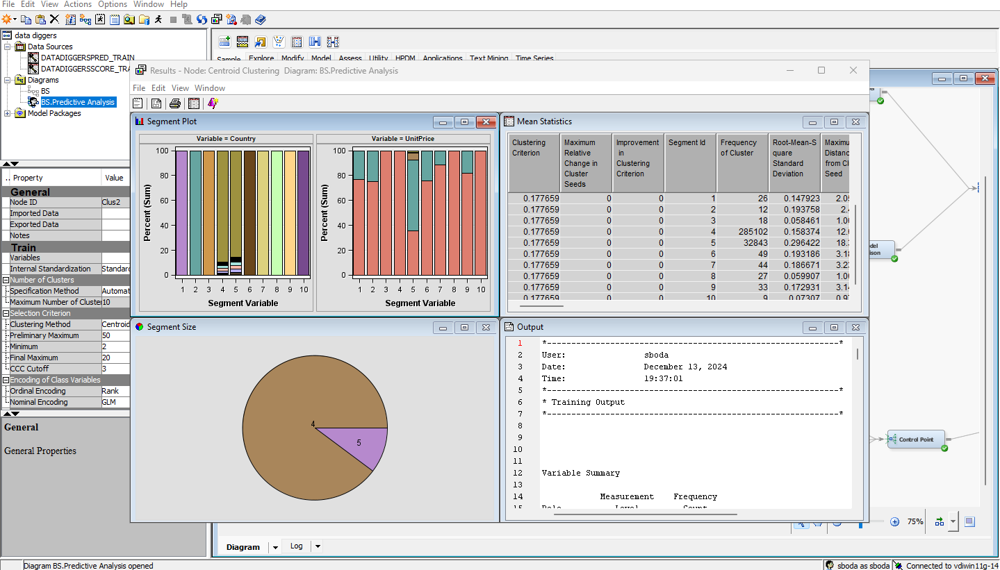 File Edit View Actions Options Window Help
data diggers
Data Sources
DATADIGGERSPRED_TRAIN
DATADIGGERSSCORE_TRA
Diagrams
BS
BS.Predictive Analysis
Model Packages
Sample Explore Modify Model Assess Utility HPDM Applications Text Mining Time Series
.. Property Value
General
Node ID Clus2
Imported Data
Exported Data
Notes
Train
Variables
Internal Standardization Standard
Number of Clusters
Specification Method Automat
Maximum Number of Cluster 10
Selection Criterion
Clustering Method Centroid
Preliminary Maximum 50
Minimum 2
Final Maximum 20
CCC Cutoff 3
Encoding of Class Variables
Ordinal Encoding Rank
Nominal Encoding GLM
General
General Properties
Results - Node: Centroid Clustering Diagram: BS.Predictive Analysis
File Edit View Window
Segment Plot
Variable = Country
Percent (Sum)
100
80
60
40
20
0
1 2 3 4 5 6 7 8 9 10
Segment Variable
Variable = UnitPrice
Percent (Sum)
100
80
60
40
20
0
1 2 3 4 5 6 7 8 9 10
Segment Variable
Mean Statistics
Clustering Criterion
Maximum Relative Change in Cluster Seeds
Improvement in Clustering Criterion
Segment Id
Frequency of Cluster
Root-Mean-S quare Standard Deviation
Maximu Distanc from Cl Seed
0.177659 0 0 1 26 0.147923 2.05
0.177659 0 0 2 12 0.193758 2.4
0.177659 0 0 3 18 0.058461 1.00
0.177659 0 0 4 285102 0.158374 12.0
0.177659 0 0 5 32843 0.296422 18.
0.177659 0 0 6 49 0.193186 3.18
0.177659 0 0 7 44 0.186671 3.23
0.177659 0 0 8 27 0.059907 1.00
0.177659 0 0 9 33 0.172931 3.14
0.177659 0 0 10 9 0.07307 0.97
Segment Size
4
5
Output
1 *------------------------------------------------------------*
2 User: sboda
3 Date: December 13, 2024
4 Time: 19:37:01
5 *------------------------------------------------------------*
6 * Training Output
7 *------------------------------------------------------------*
8
9
10
11
12 Variable Summary
13
14 Measurement Frequency
15 Role Level Count
del
ison
Control Point
75%
Diagram Log
Diagram BS.Predictive Analysis opened
sboda as sboda
Connected to vdiwin11g-14